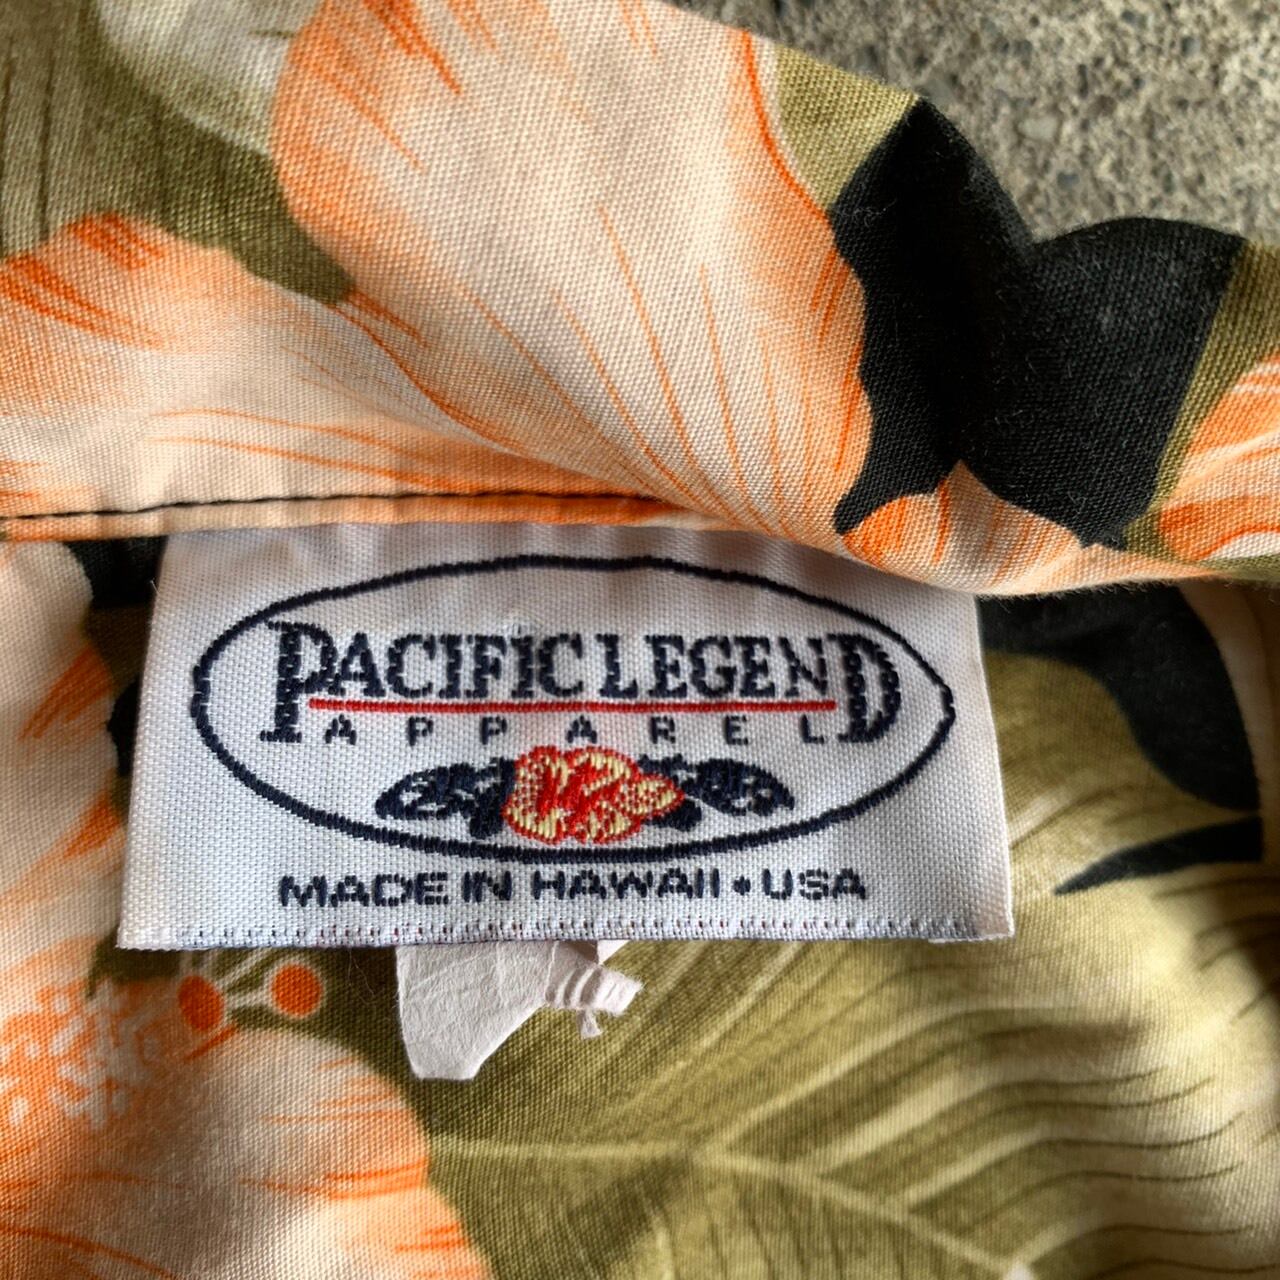 PACIFIC LEGEND
APPAREL
MADE IN HAWAII • USA